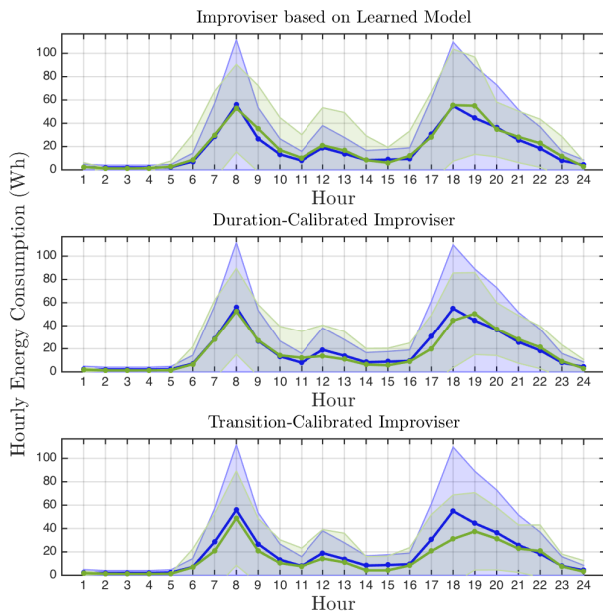 Improviser based on Learned Model
100
80
60
40
20
0
1 2 3 4 5 6 7 8 9 10 11 12 13 14 15 16 17 18 19 20 21 22 23 24
Hour
Duration-Calibrated Improviser
100
80
60
40
20
0
1 2 3 4 5 6 7 8 9 10 11 12 13 14 15 16 17 18 19 20 21 22 23 24
Hour
Hourly Energy Consumption (Wh)
Transition-Calibrated Improviser
100
80
60
40
20
0
1 2 3 4 5 6 7 8 9 10 11 12 13 14 15 16 17 18 19 20 21 22 23 24
Hour